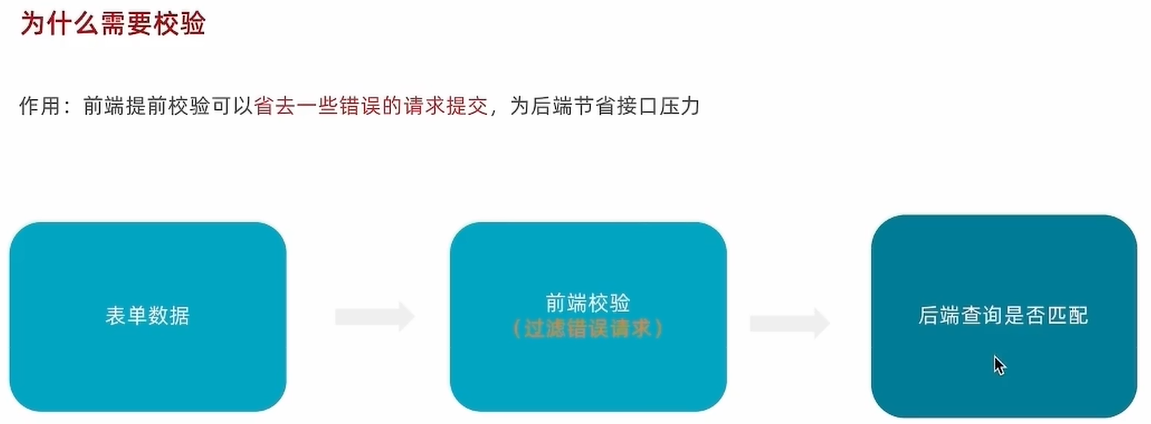 为什么需要校验
作用：前端提前校验可以省去一些错误的请求提交，为后端节省接口压力
表单数据
前端校验
（过滤错误请求）
后端查询是否匹配